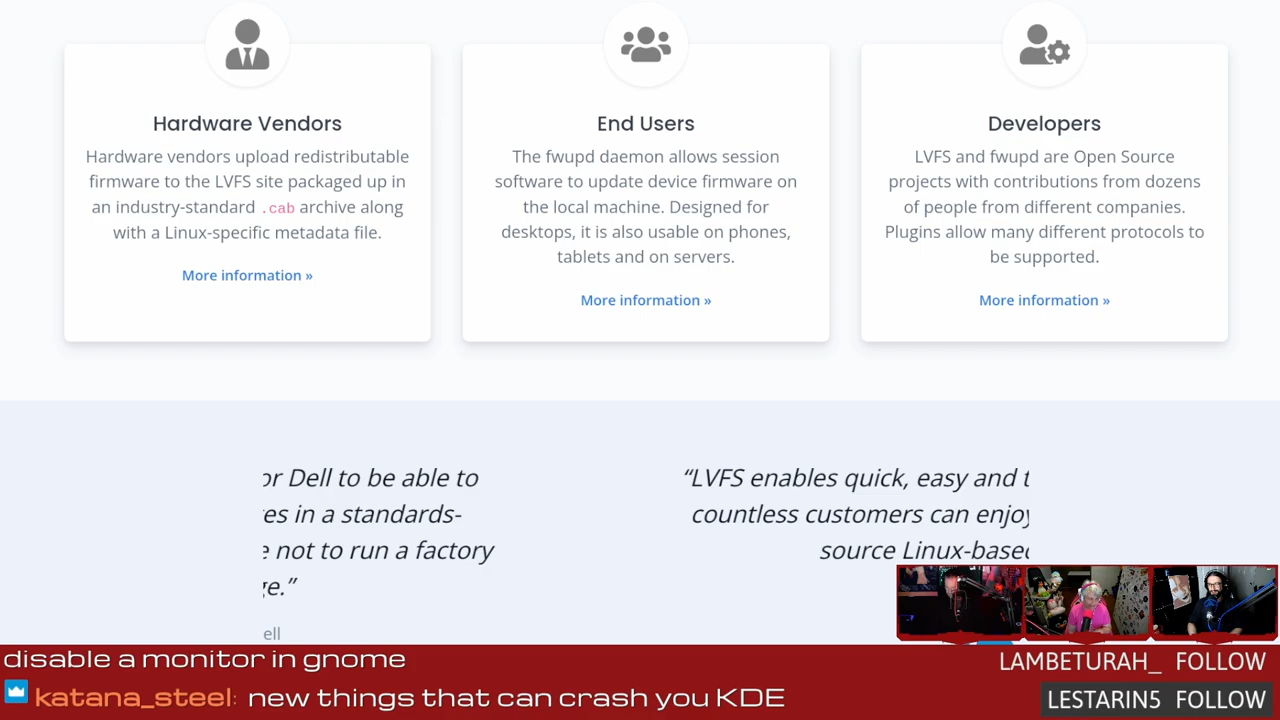 Hardware Vendors
Hardware vendors upload redistributable
firmware to the LVFS site packaged up in
an industry-standard .cab archive along
with a Linux-specific metadata file.
More information »
End Users
The fwupd daemon allows session
software to update device firmware on
the local machine. Designed for
desktops, it is also usable on phones,
tablets and on servers.
More information »
Developers
LVFS and fwupd are Open Source
projects with contributions from dozens
of people from different companies.
Plugins allow many different protocols to
be supported.
More information »
or Dell to be able to
es in a standards-
e not to run a factory
ge.”
ell
“LVFS enables quick, easy and t
countless customers can enjoy
source Linux-based
disable a monitor in gnome
katana_steel: new things that can crash you KDE
LAMBETURAH_ FOLLOW
LESTARIN5 FOLLOW